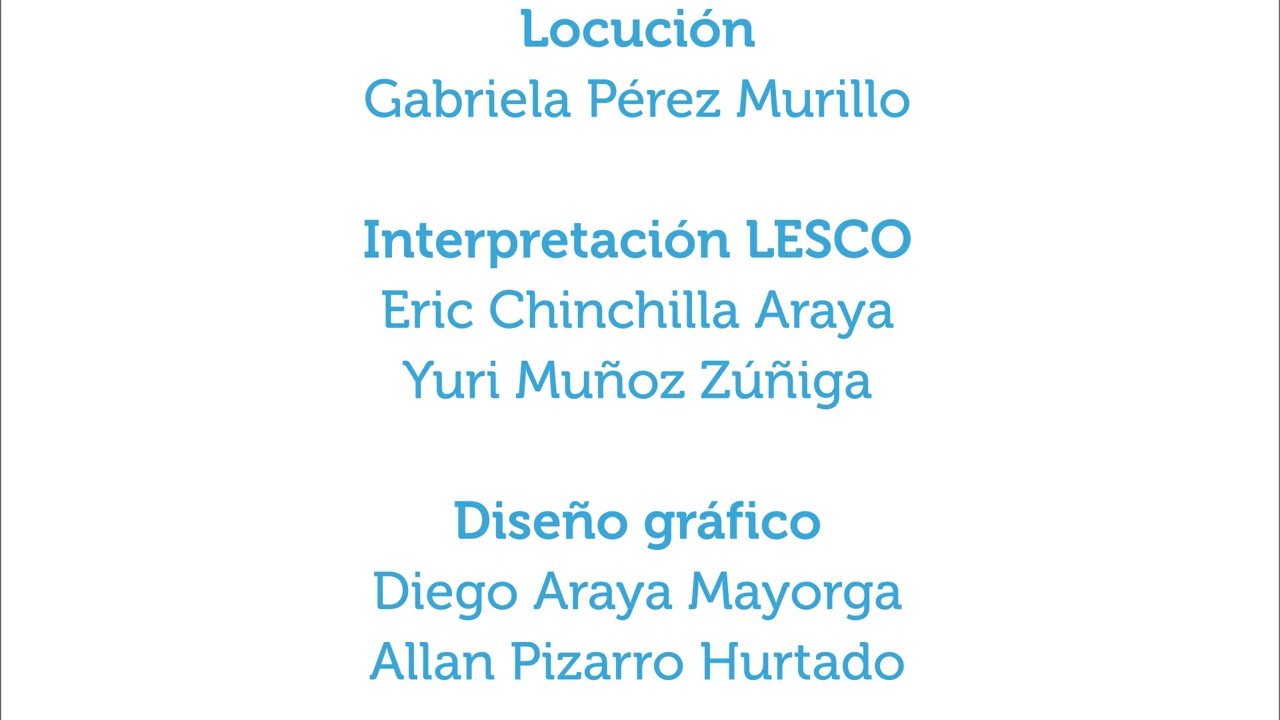 Locución
Gabriela Pérez Murillo
Interpretación LESCO
Eric Chinchilla Araya
Yuri Muñoz Zúñiga
Diseño gráfico
Diego Araya Mayorga
Allan Pizarro Hurtado